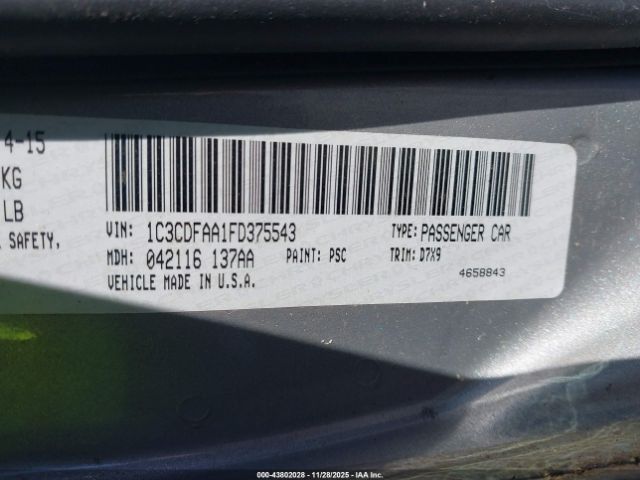 4-15
KG
LB
SAFETY,
VIN: 1C3CDFAA1FD375543 TYPE: PASSENGER CAR
MDH: 042116 137AA PAINT: PSC TRIM: D7X9
VEHICLE MADE IN U.S.A. 4658843
000-43802028 - 11/28/2025 - IAA Inc.